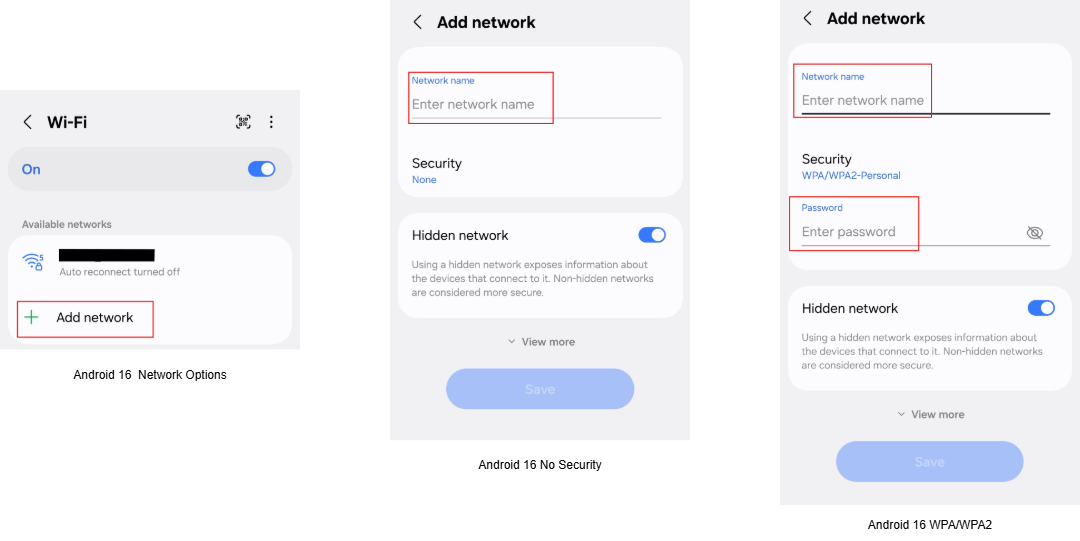 Wi-Fi
On
Available networks
5
Auto reconnect turned off
Add network
Android 16 Network Options
Add network
Network name
Enter network name
Security
None
Hidden network
Using a hidden network exposes information about
the devices that connect to it. Non-hidden networks
are considered more secure.
View more
Save
Android 16 No Security
Add network
Network name
Enter network name
Security
WPA/WPA2-Personal
Password
Enter password
Hidden network
Using a hidden network exposes information about
the devices that connect to it. Non-hidden networks
are considered more secure.
View more
Save
Android 16 WPA/WPA2